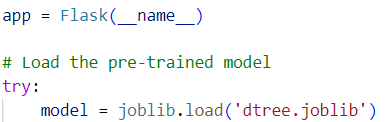 app = Flask(__name__)
# Load the pre-trained model
try:
model = joblib.load('dtree.joblib')